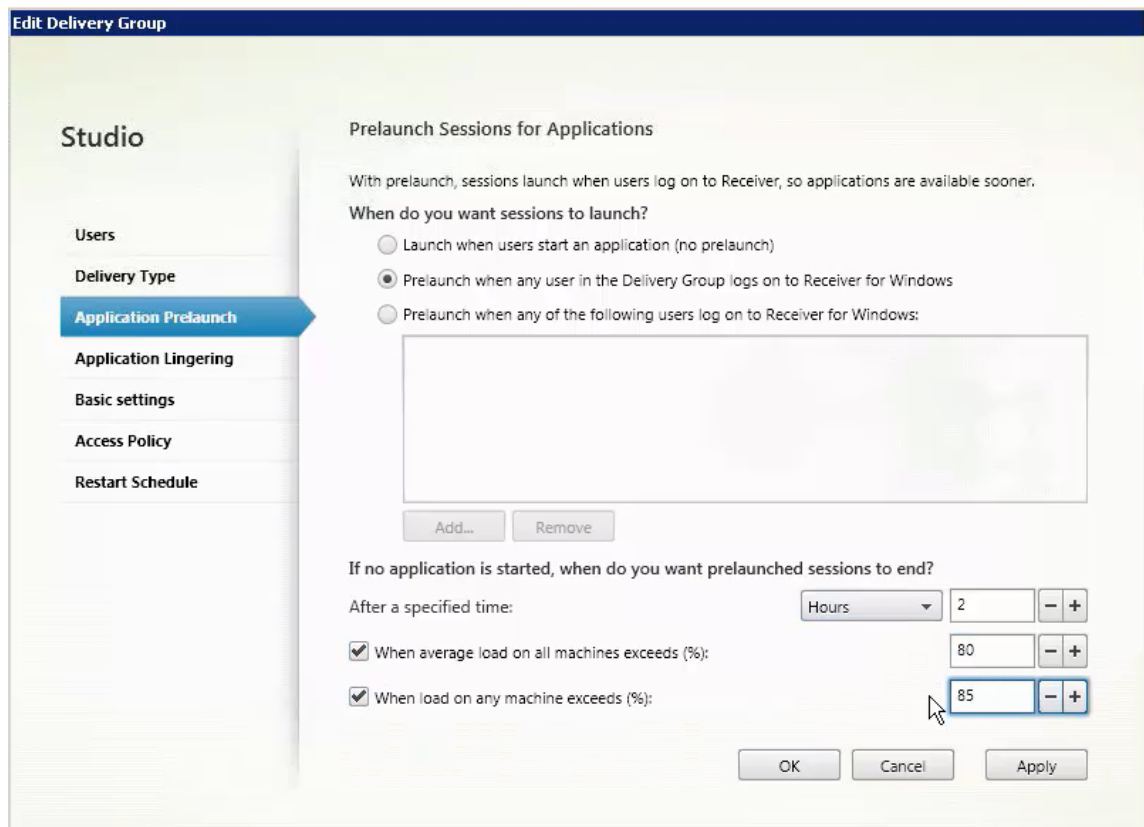 Edit Delivery Group
Studio
Users
Delivery Type
Application Prelaunch
Application Lingering
Basic settings
Access Policy
Restart Schedule
Prelaunch Sessions for Applications
With prelaunch, sessions launch when users log on to Receiver, so applications are available sooner.
When do you want sessions to launch?
Launch when users start an application (no prelaunch)
Prelaunch when any user in the Delivery Group logs on to Receiver for Windows
Prelaunch when any of the following users log on to Receiver for Windows:
Add... Remove
If no application is started, when do you want prelaunched sessions to end?
After a specified time: Hours 2 − +
When average load on all machines exceeds (%): 80 − +
When load on any machine exceeds (%): 85 − +
OK Cancel Apply